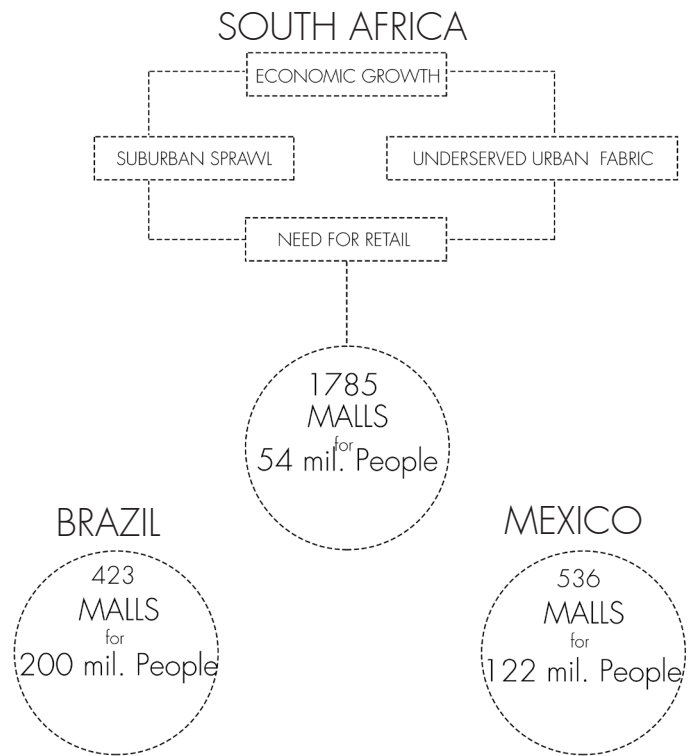 SOUTH AFRICA
ECONOMIC GROWTH
SUBURBAN SPRAWL
UNDERSERVED URBAN FABRIC
NEED FOR RETAIL
1785
MALLS
for
54 mil. People
BRAZIL
423
MALLS
for
200 mil. People
MEXICO
536
MALLS
for
122 mil. People